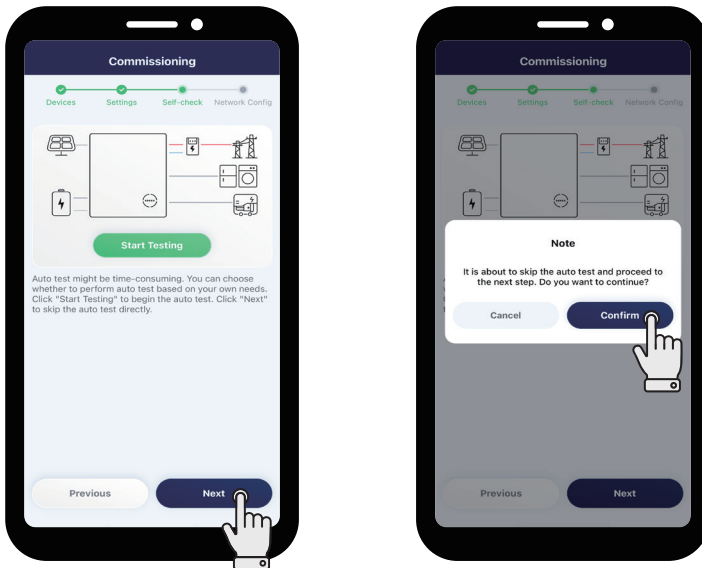 Commissioning
Devices Settings Self-check Network Config
Start Testing
Auto test might be time-consuming. You can choose
whether to perform auto test based on your own needs.
Click "Start Testing" to begin the auto test. Click "Next"
to skip the auto test directly.
Previous Next
Commissioning
Devices Settings Self-check Network Config
Note
It is about to skip the auto test and proceed to
the next step. Do you want to continue?
Cancel Confirm
Previous Next